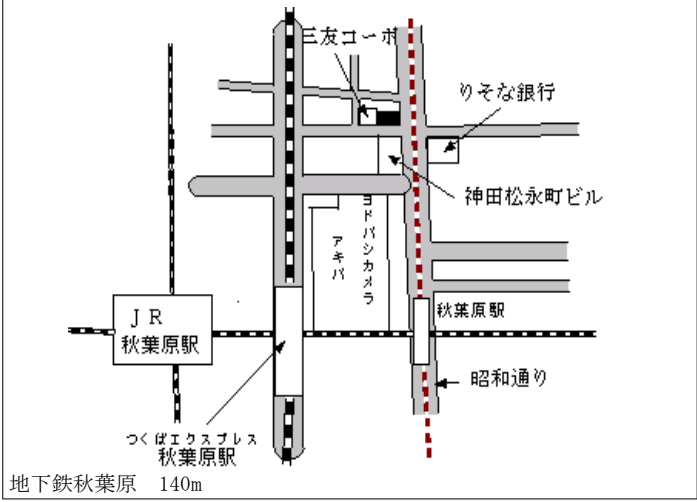 三友コーポ
りそな銀行
神田松永町ビル
ヨドバシカメラ
アキバ
秋葉原駅
JR
秋葉原駅
昭和通り
つくばエクスプレス
秋葉原駅
地下鉄秋葉原　140m